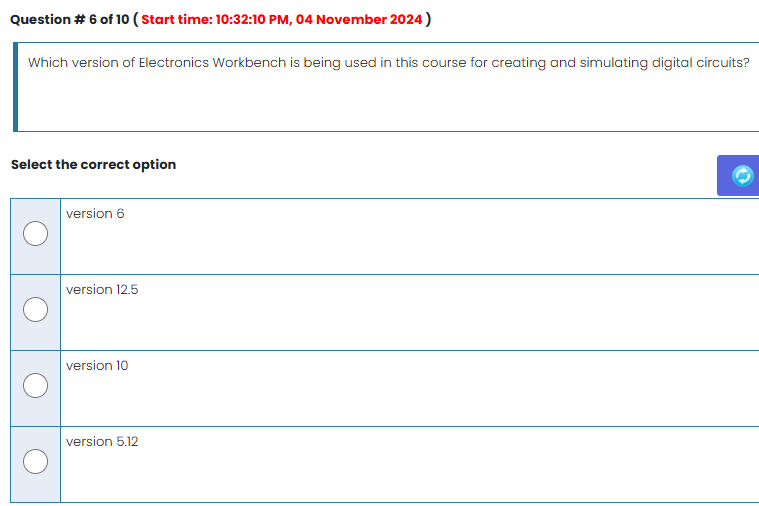 Question # 6 of 10 ( Start time: 10:32:10 PM, 04 November 2024 )
Which version of Electronics Workbench is being used in this course for creating and simulating digital circuits?
Select the correct option
version 6
version 12.5
version 10
version 5.12